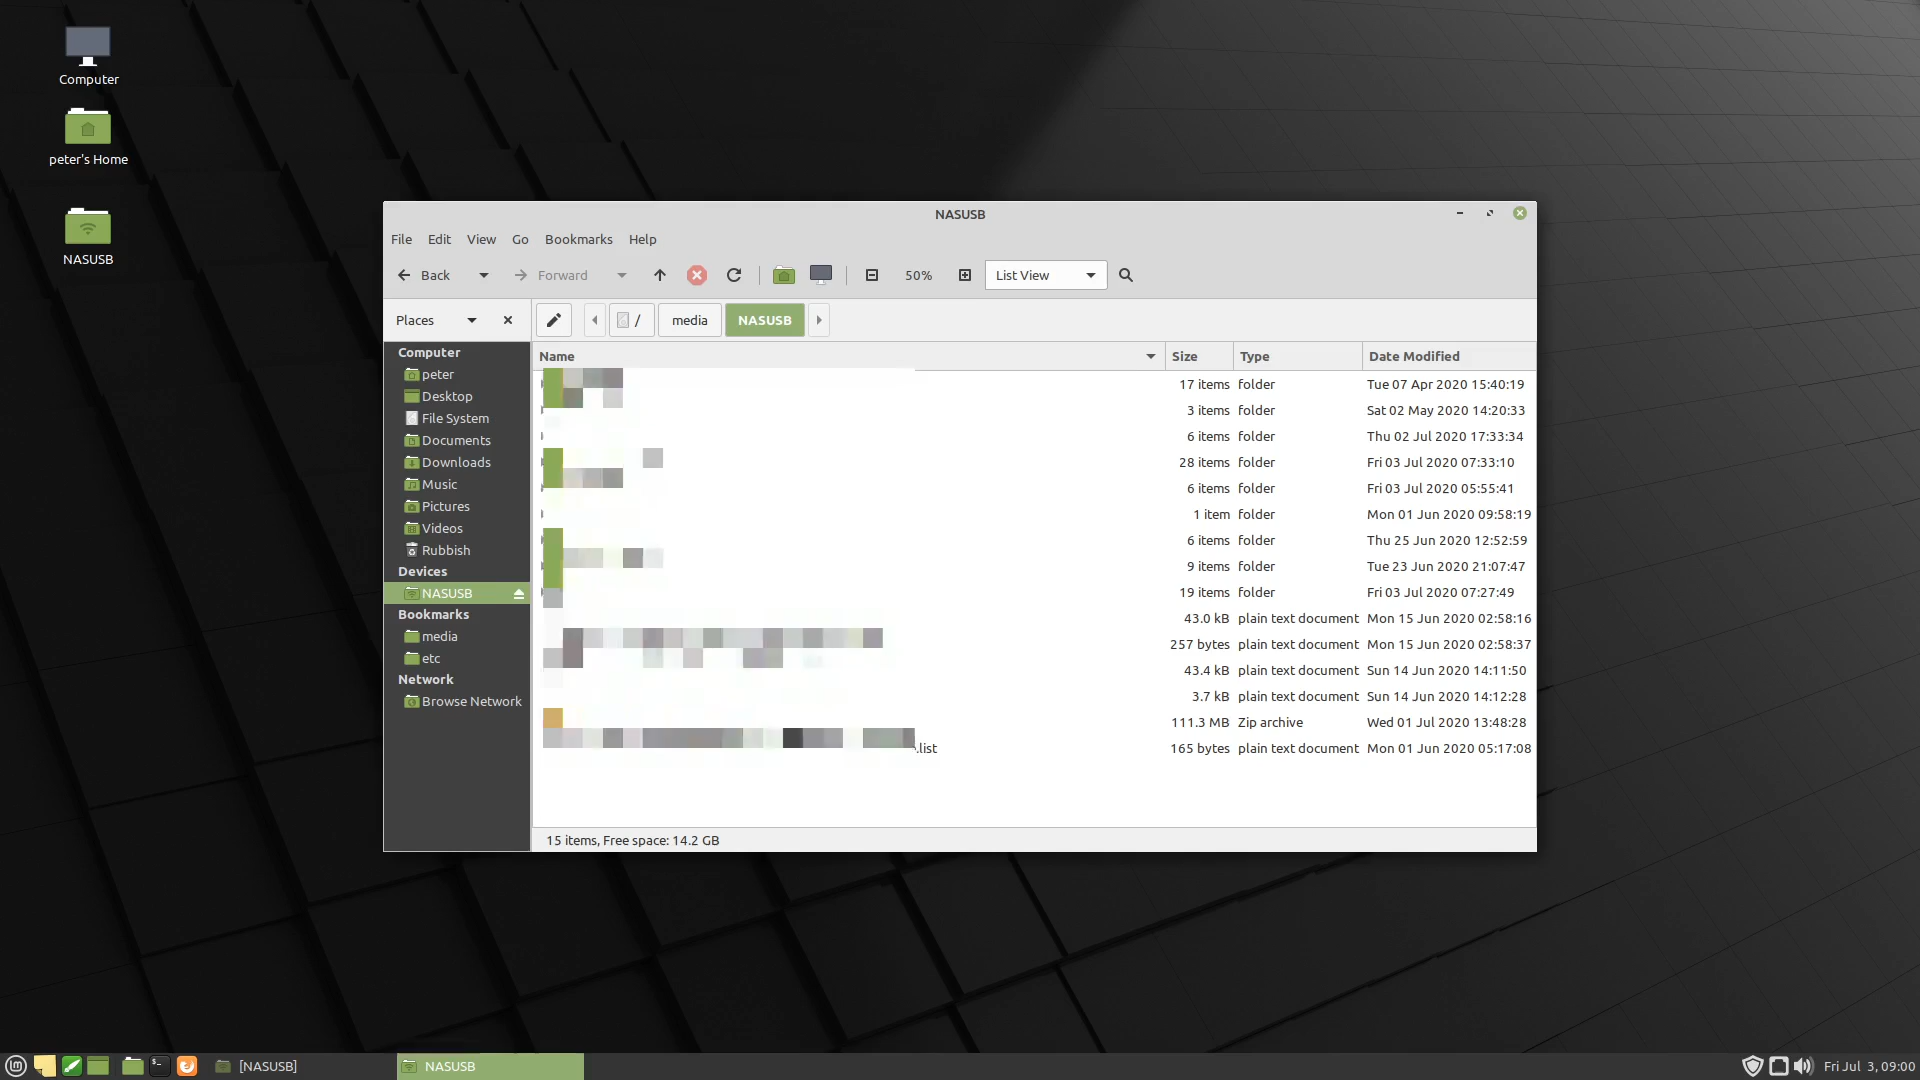 Computer
peter's Home
NASUSB
NASUSB
File Edit View Go Bookmarks Help
Back Forward 50% List View
Places / media NASUSB
Computer
peter
Desktop
File System
Documents
Downloads
Music
Pictures
Videos
Rubbish
Devices
NASUSB
Bookmarks
media
etc
Network
Browse Network
Name Size Type Date Modified
17 items folder Tue 07 Apr 2020 15:40:19
3 items folder Sat 02 May 2020 14:20:33
6 items folder Thu 02 Jul 2020 17:33:34
28 items folder Fri 03 Jul 2020 07:33:10
6 items folder Fri 03 Jul 2020 05:55:41
1 item folder Mon 01 Jun 2020 09:58:19
6 items folder Thu 25 Jun 2020 12:52:59
9 items folder Tue 23 Jun 2020 21:07:47
19 items folder Fri 03 Jul 2020 07:27:49
43.0 kB plain text document Mon 15 Jun 2020 02:58:16
257 bytes plain text document Mon 15 Jun 2020 02:58:37
43.4 kB plain text document Sun 14 Jun 2020 14:11:50
3.7 kB plain text document Sun 14 Jun 2020 14:12:28
111.3 MB Zip archive Wed 01 Jul 2020 13:48:28
.list 165 bytes plain text document Mon 01 Jun 2020 05:17:08
15 items, Free space: 14.2 GB
[NASUSB] NASUSB Fri Jul 3, 09:00